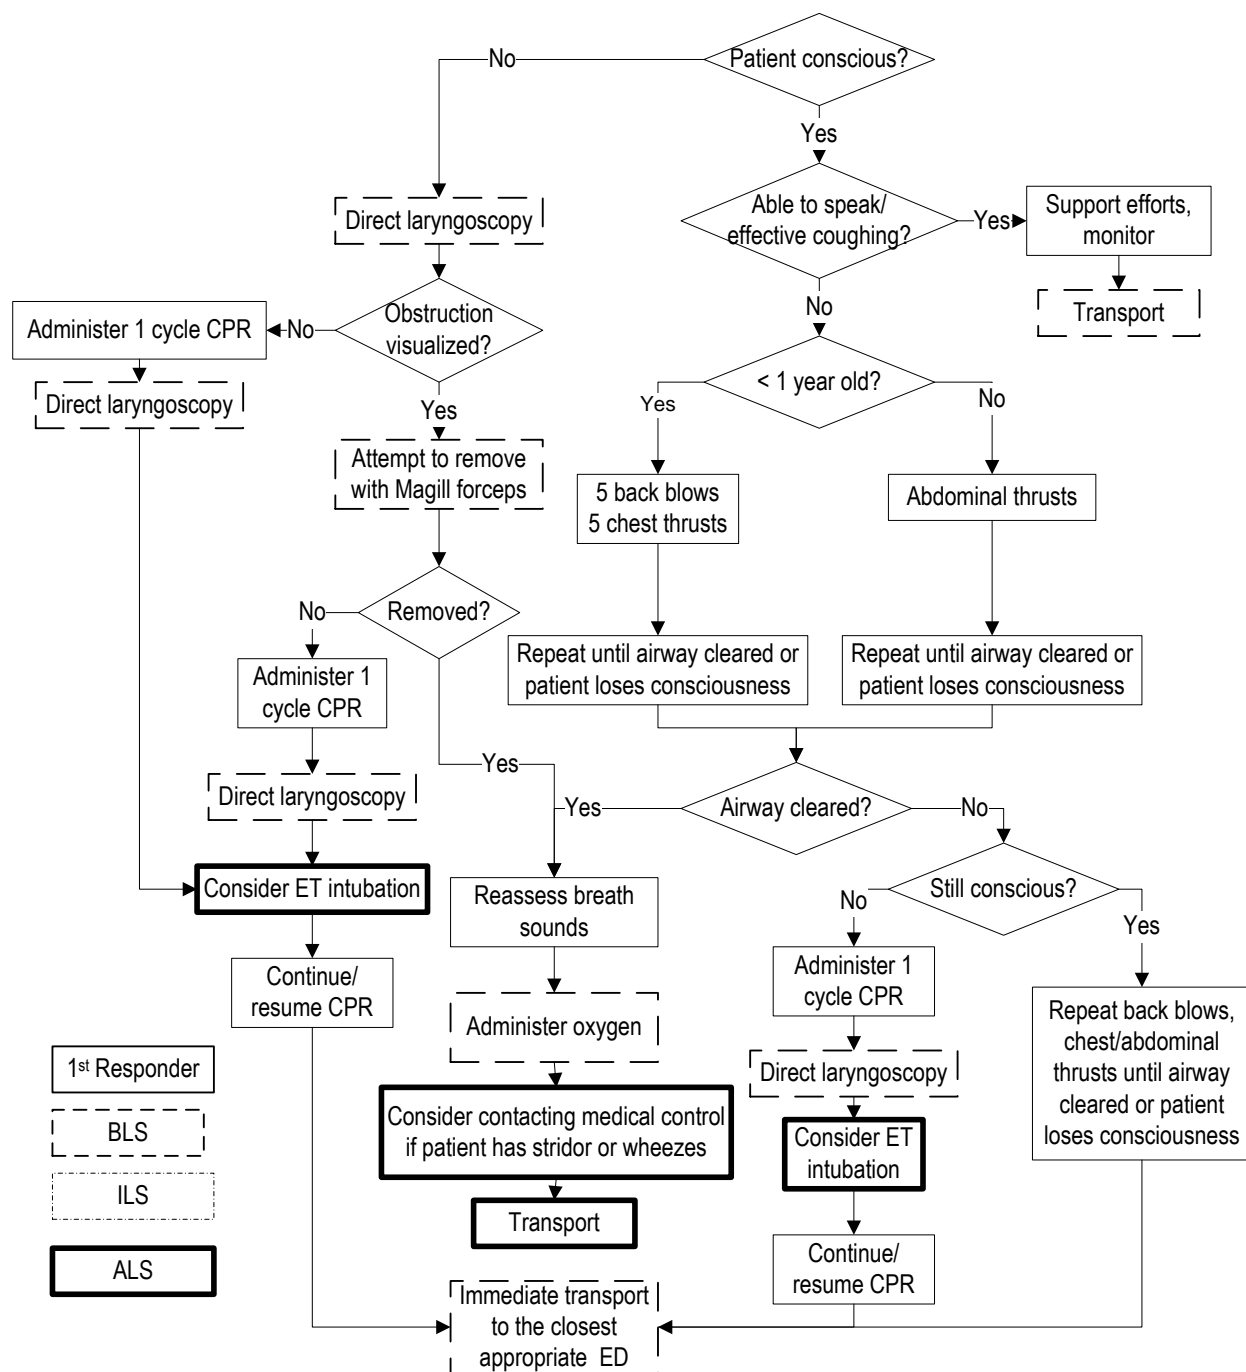 Patient conscious?
No
Yes
Direct laryngoscopy
Able to speak/
effective coughing?
Yes
Support efforts,
monitor
Transport
No
Obstruction
visualized?
No
Administer 1 cycle CPR
Direct laryngoscopy
Yes
< 1 year old?
Yes
No
Attempt to remove
with Magill forceps
5 back blows
5 chest thrusts
Abdominal thrusts
Removed?
No
Administer 1
cycle CPR
Repeat until airway cleared or
patient loses consciousness
Repeat until airway cleared or
patient loses consciousness
Direct laryngoscopy
Yes
Airway cleared?
Yes
No
Consider ET intubation
Reassess breath
sounds
Still conscious?
No
Yes
Continue/
resume CPR
Administer oxygen
Administer 1
cycle CPR
Repeat back blows,
chest/abdominal
thrusts until airway
cleared or patient
loses consciousness
Direct laryngoscopy
Consider contacting medical control
if patient has stridor or wheezes
Consider ET
intubation
Transport
Continue/
resume CPR
Immediate transport
to the closest
appropriate ED
1st Responder
BLS
ILS
ALS